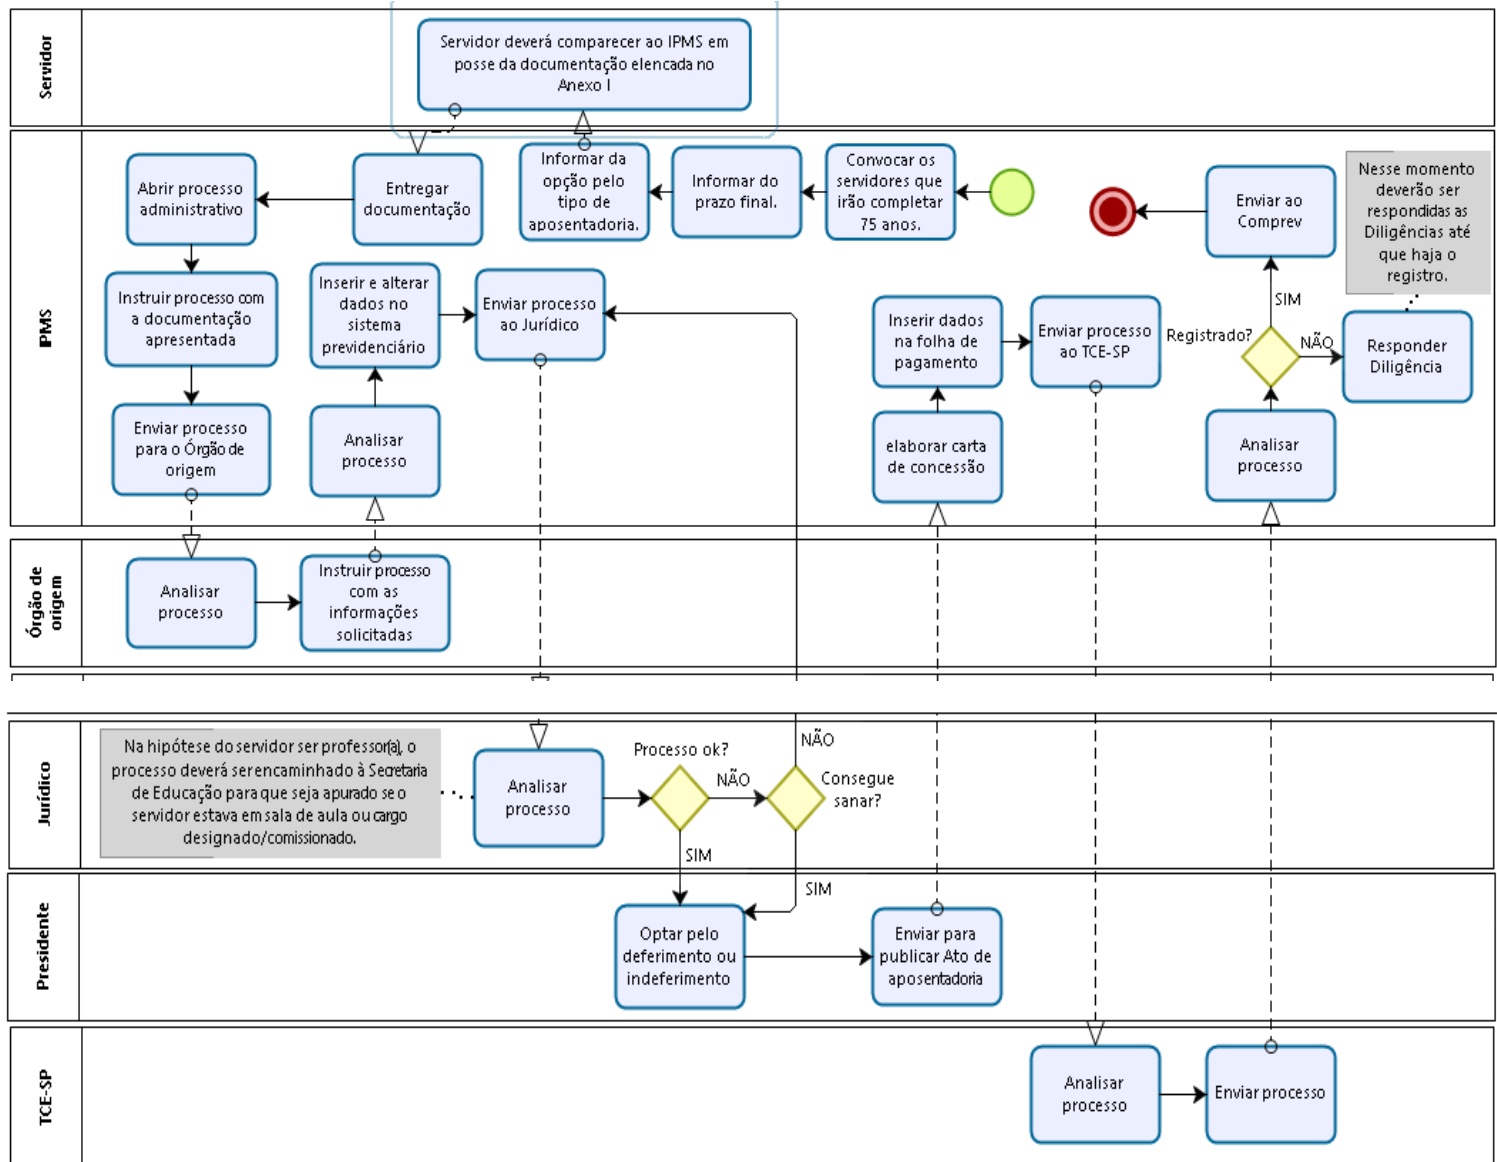 Servidor
Servidor deverá comparecer ao IPMS em
posse da documentação elencada no
Anexo I
IPMS
Abrir processo
administrativo
Entregar
documentação
Informar da
opção pelo
tipo de
aposentadoria.
Informar do
prazo final.
Convocar os
servidores que
irão completar
75 anos.
Enviar ao
Comprev
Nesse momento
deverão ser
respondidas as
Diligências até
que haja o
registro.
Instruir processo com
a documentação
apresentada
Inserir e alterar
dados no
sistema
previdenciário
Enviar processo
ao Jurídico
Inserir dados
na folha de
pagamento
Enviar processo
ao TCE-SP
Registrado?
SIM
NÃO
Responder
Diligência
Enviar processo
para o Órgão de
origem
Analisar
processo
elaborar carta
de concessão
Analisar
processo
Órgão de
origem
Analisar
processo
Instruir processo
com as
informações
solicitadas
Jurídico
Na hipótese do servidor ser professor(a), o
processo deverá ser encaminhado à Secretaria
de Educação para que seja apurado se o
servidor estava em sala de aula ou cargo
designado/comissionado.
Analisar
processo
Processo ok?
NÃO
SIM
NÃO
Consegue
sanar?
SIM
Presidente
Optar pelo
deferimento ou
indeferimento
Enviar para
publicar Ato de
aposentadoria
TCE-SP
Analisar
processo
Enviar processo